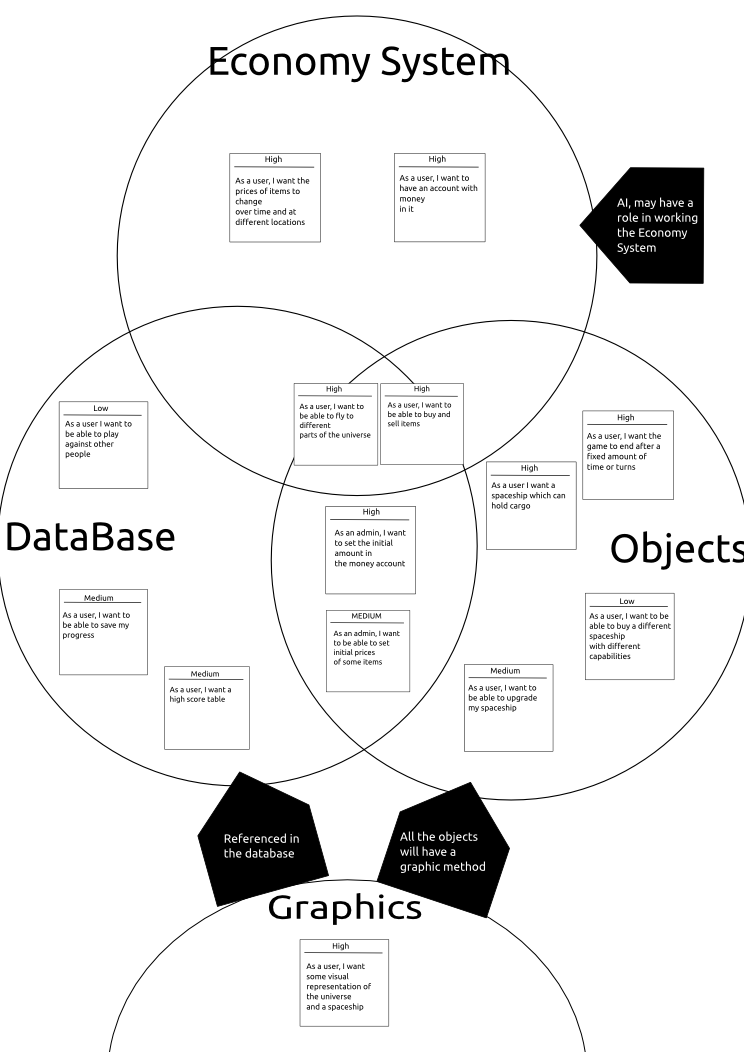 Economy System
High
As a user, I want the
prices of items to
change
over time and at
different locations
High
As a user, I want to
have an account with
money
in it
AI, may have a
role in working
the Economy
System
High
As a user, I want to
be able to fly to
different
parts of the universe
High
As a user, I want to
be able to buy and
sell items
Low
As a user I want to
be able to play
against other
people
High
As a user, I want the
game to end after a
fixed amount of
time or turns
High
As a user I want a
spaceship which can
hold cargo
DataBase
High
As an admin, I want
to set the initial
amount in
the money account
Objects
Medium
As a user, I want to
be able to save my
progress
MEDIUM
As an admin, I want
to be able to set
initial prices
of some items
Low
As a user, I want to be
able to buy a different
spaceship
with different
capabilities
Medium
As a user, I want a
high score table
Medium
As a user, I want to
be able to upgrade
my spaceship
Referenced in
the database
All the objects
will have a
graphic method
Graphics
High
As a user, I want
some visual
representation of
the universe
and a spaceship